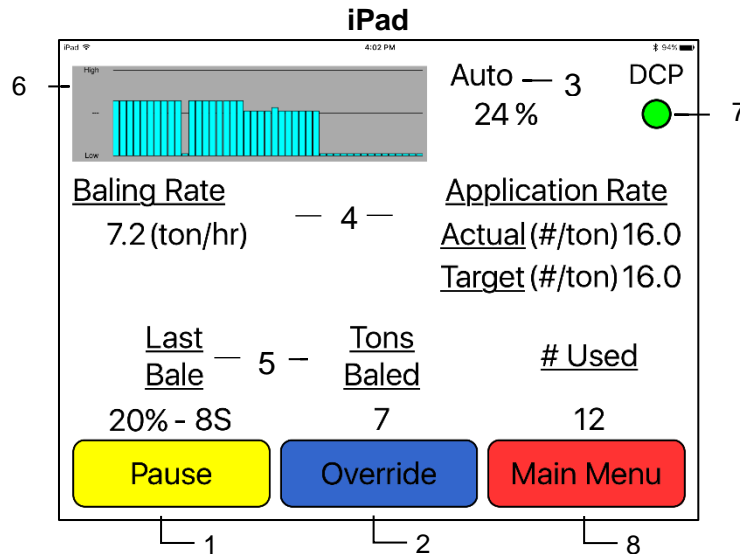 iPad
iPad 4:02 PM 94%
High
---
Low
6
Auto 3
24 %
DCP
7
Baling Rate
7.2 (ton/hr)
4
Application Rate
Actual (#/ton) 16.0
Target (#/ton) 16.0
Last Bale
5
Tons Baled
# Used
20% - 8S 7 12
Pause Override Main Menu
1 2 8